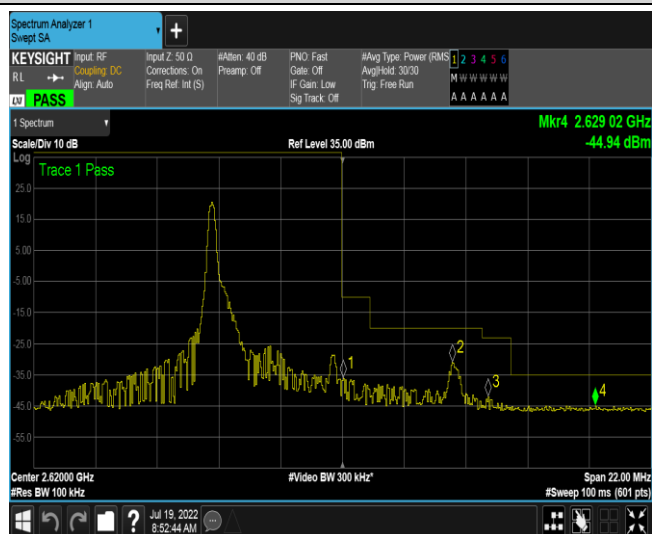 Spectrum Analyzer 1
Swept SA
+
KEYSIGHT
RL
LXI PASS
Input: RF
Coupling: DC
Align: Auto
Input Z: 50 Ω
Corrections: On
Freq Ref: Int (S)
#Atten: 40 dB
Preamp: Off
PNO: Fast
Gate: Off
IF Gain: Low
Sig Track: Off
#Avg Type: Power (RMS
Avg|Hold: 30/30
Trig: Free Run
1 2 3 4 5 6
M W W W W W
A A A A A A
1 Spectrum
Mkr4 2.629 02 GHz
Scale/Div 10 dB
Ref Level 35.00 dBm
-44.94 dBm
Log
Trace 1 Pass
25.0
15.0
5.00
-5.00
-15.0
-25.0
-35.0
-45.0
-55.0
1
2
3
4
Center 2.62000 GHz
#Video BW 300 kHz*
Span 22.00 MHz
#Res BW 100 kHz
#Sweep 100 ms (601 pts)
?
Jul 19, 2022
8:52:44 AM